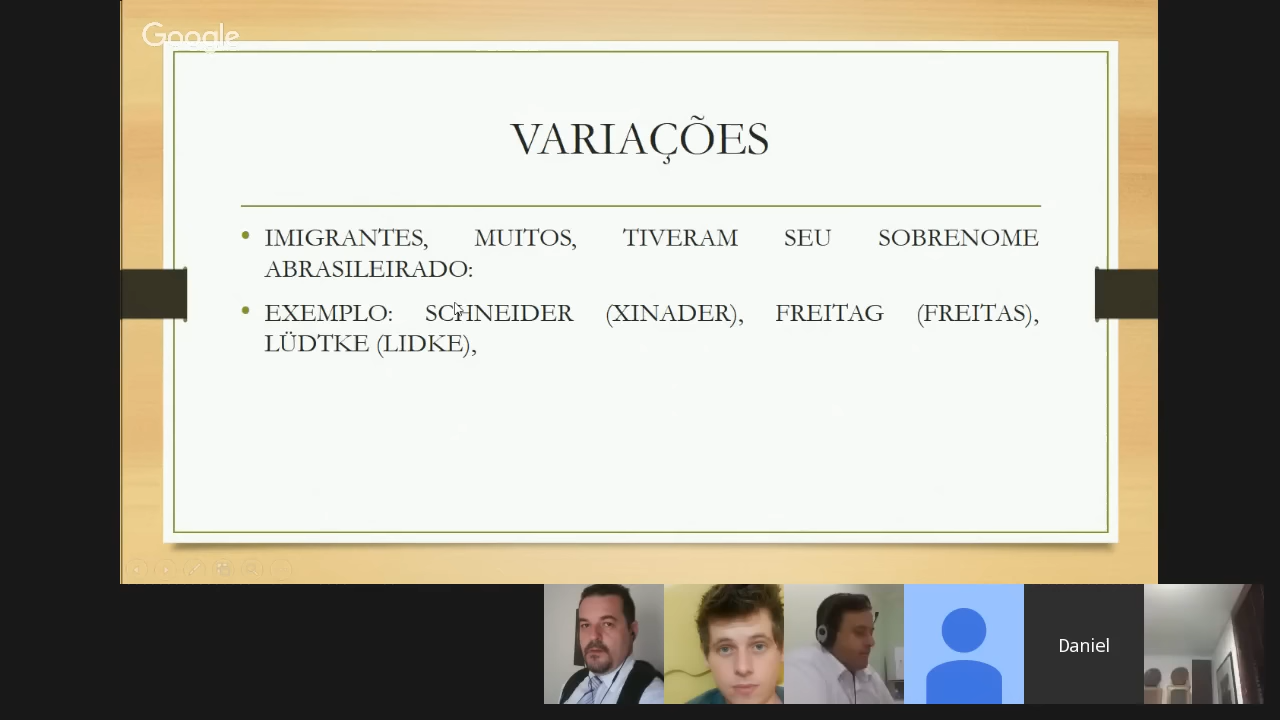 Google
VARIAÇÕES
• IMIGRANTES, MUITOS, TIVERAM SEU SOBRENOME
ABRASILEIRADO:
• EXEMPLO: SCHNEIDER (XINADER), FREITAG (FREITAS),
LÜDTKE (LIDKE),
Daniel